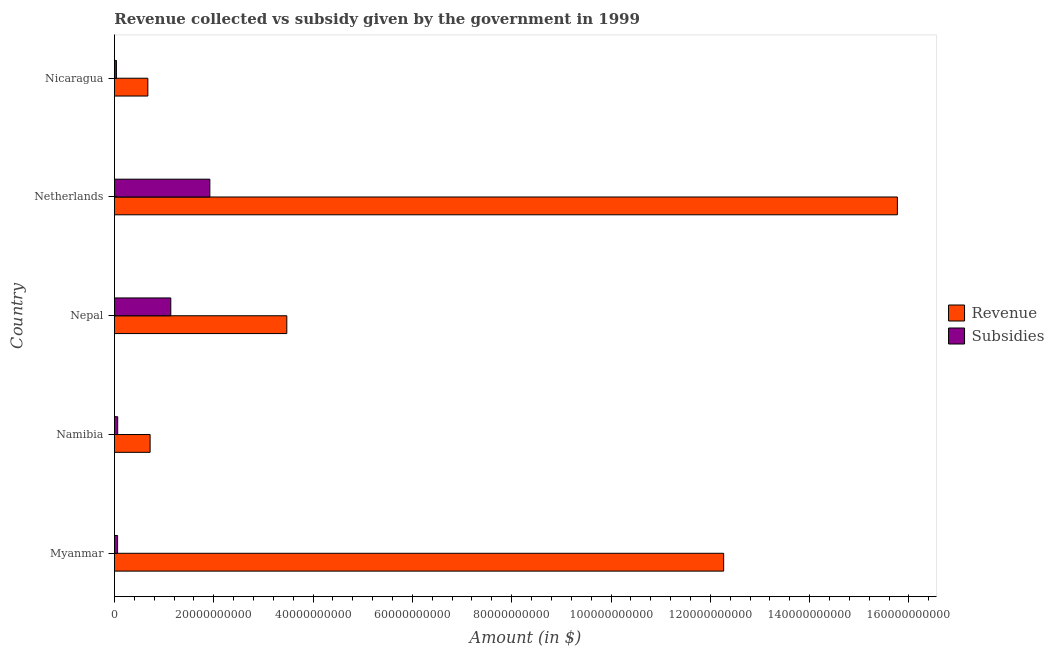 Revenue collected vs subsidy given by the government in 1999
Nicaragua
Netherlands
Nepal
Namibia
Myanmar
Country
Revenue
Subsidies
0
20000000000
40000000000
60000000000
80000000000
100000000000
120000000000
140000000000
160000000000
Amount (in $)